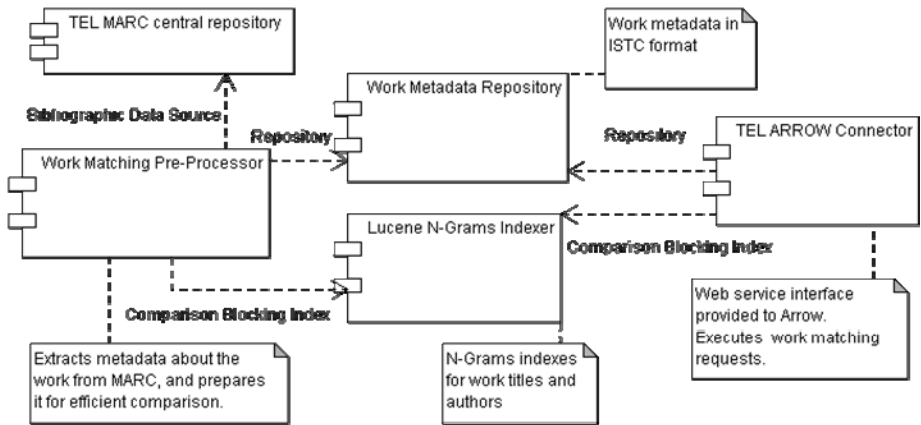 TEL MARC central repository
Work metadata in
ISTC format
Work Metadata Repository
Bibliographic Data Source
Repository
Repository
TEL ARROW Connector
Work Matching Pre-Processor
Lucene N-Grams Indexer
Comparison Blocking Index
Comparison Blocking Index
Web service interface
provided to Arrow.
Executes work matching
requests.
Extracts metadata about the
work from MARC, and prepares
it for efficient comparison.
N-Grams indexes
for work titles and
authors